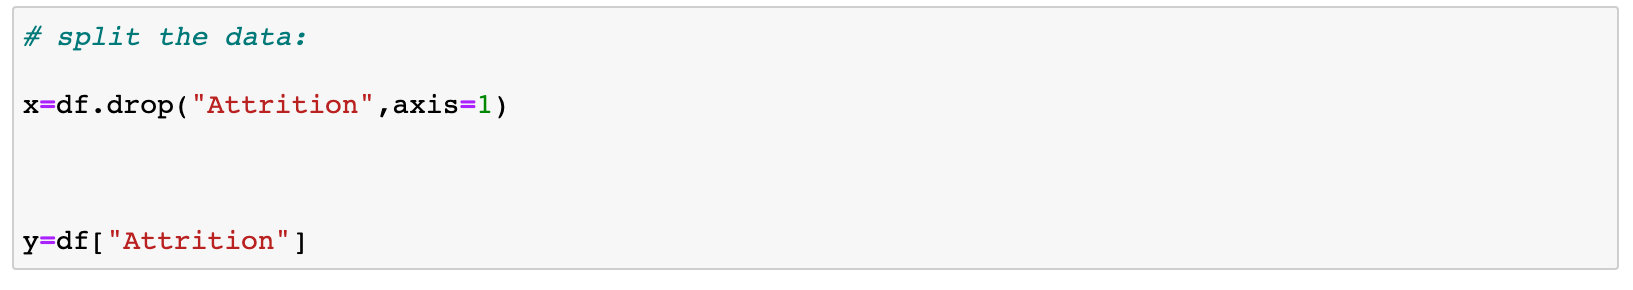 # split the data:
x=df.drop("Attrition",axis=1)
y=df["Attrition"]